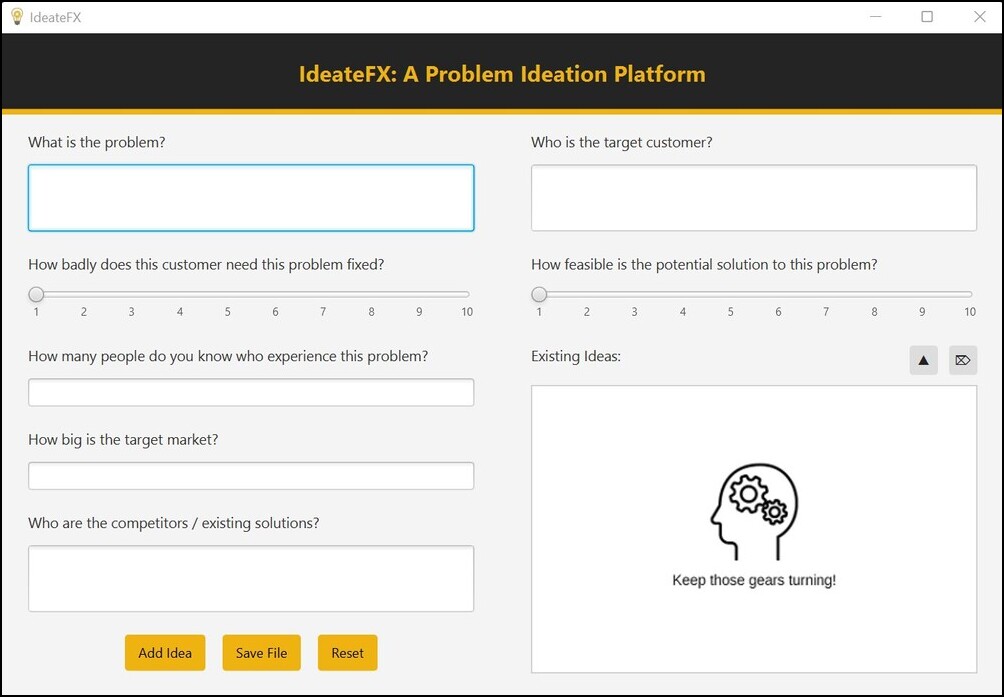 IdeateFX
IdeateFX: A Problem Ideation Platform
What is the problem?
Who is the target customer?
How badly does this customer need this problem fixed?
1 2 3 4 5 6 7 8 9 10
How feasible is the potential solution to this problem?
1 2 3 4 5 6 7 8 9 10
How many people do you know who experience this problem?
How big is the target market?
Who are the competitors / existing solutions?
Add Idea
Save File
Reset
Existing Ideas:
Keep those gears turning!